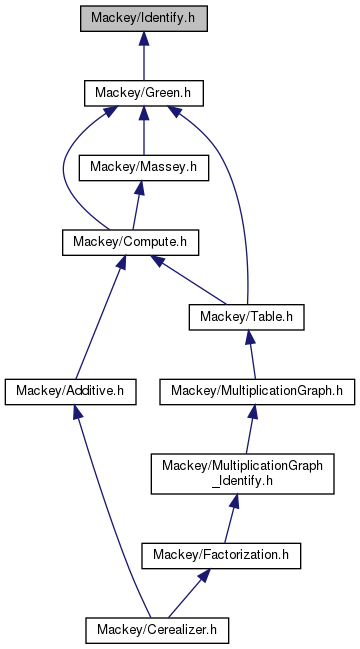 Mackey/Identify.h
Mackey/Green.h
Mackey/Massey.h
Mackey/Compute.h
Mackey/Table.h
Mackey/Additive.h
Mackey/MultiplicationGraph.h
Mackey/MultiplicationGraph
_Identify.h
Mackey/Factorization.h
Mackey/Cerealizer.h